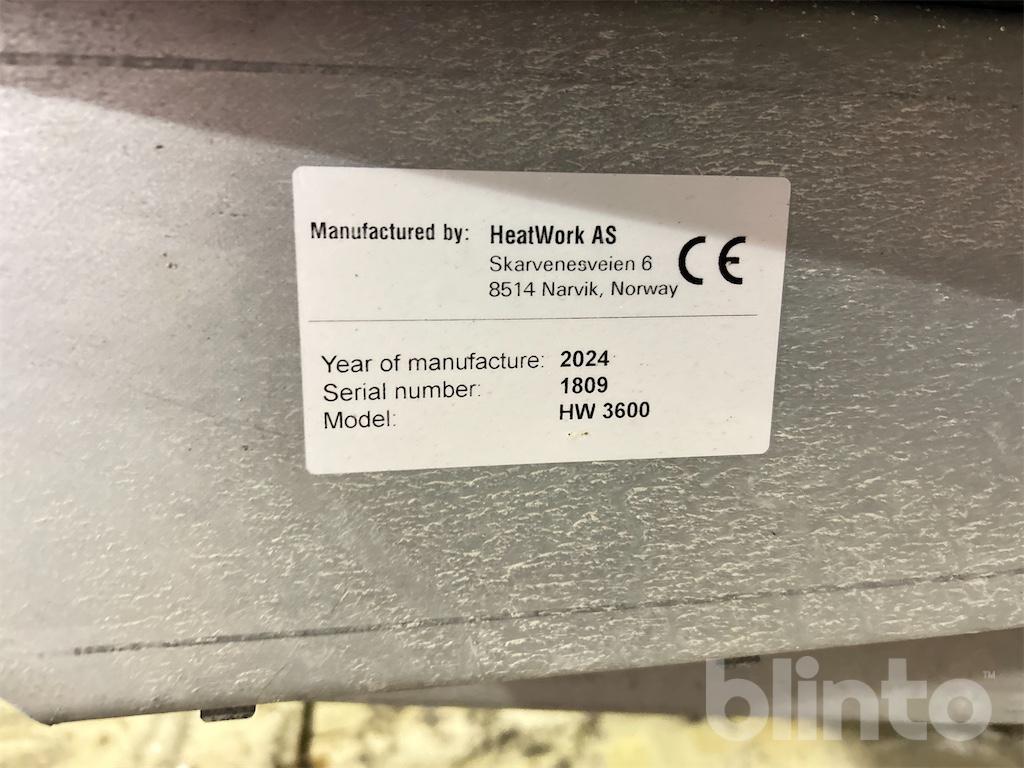 Manufactured by: HeatWork AS
Skarvenesveien 6
8514 Narvik, Norway
CE
Year of manufacture: 2024
Serial number: 1809
Model: HW 3600
blinto™